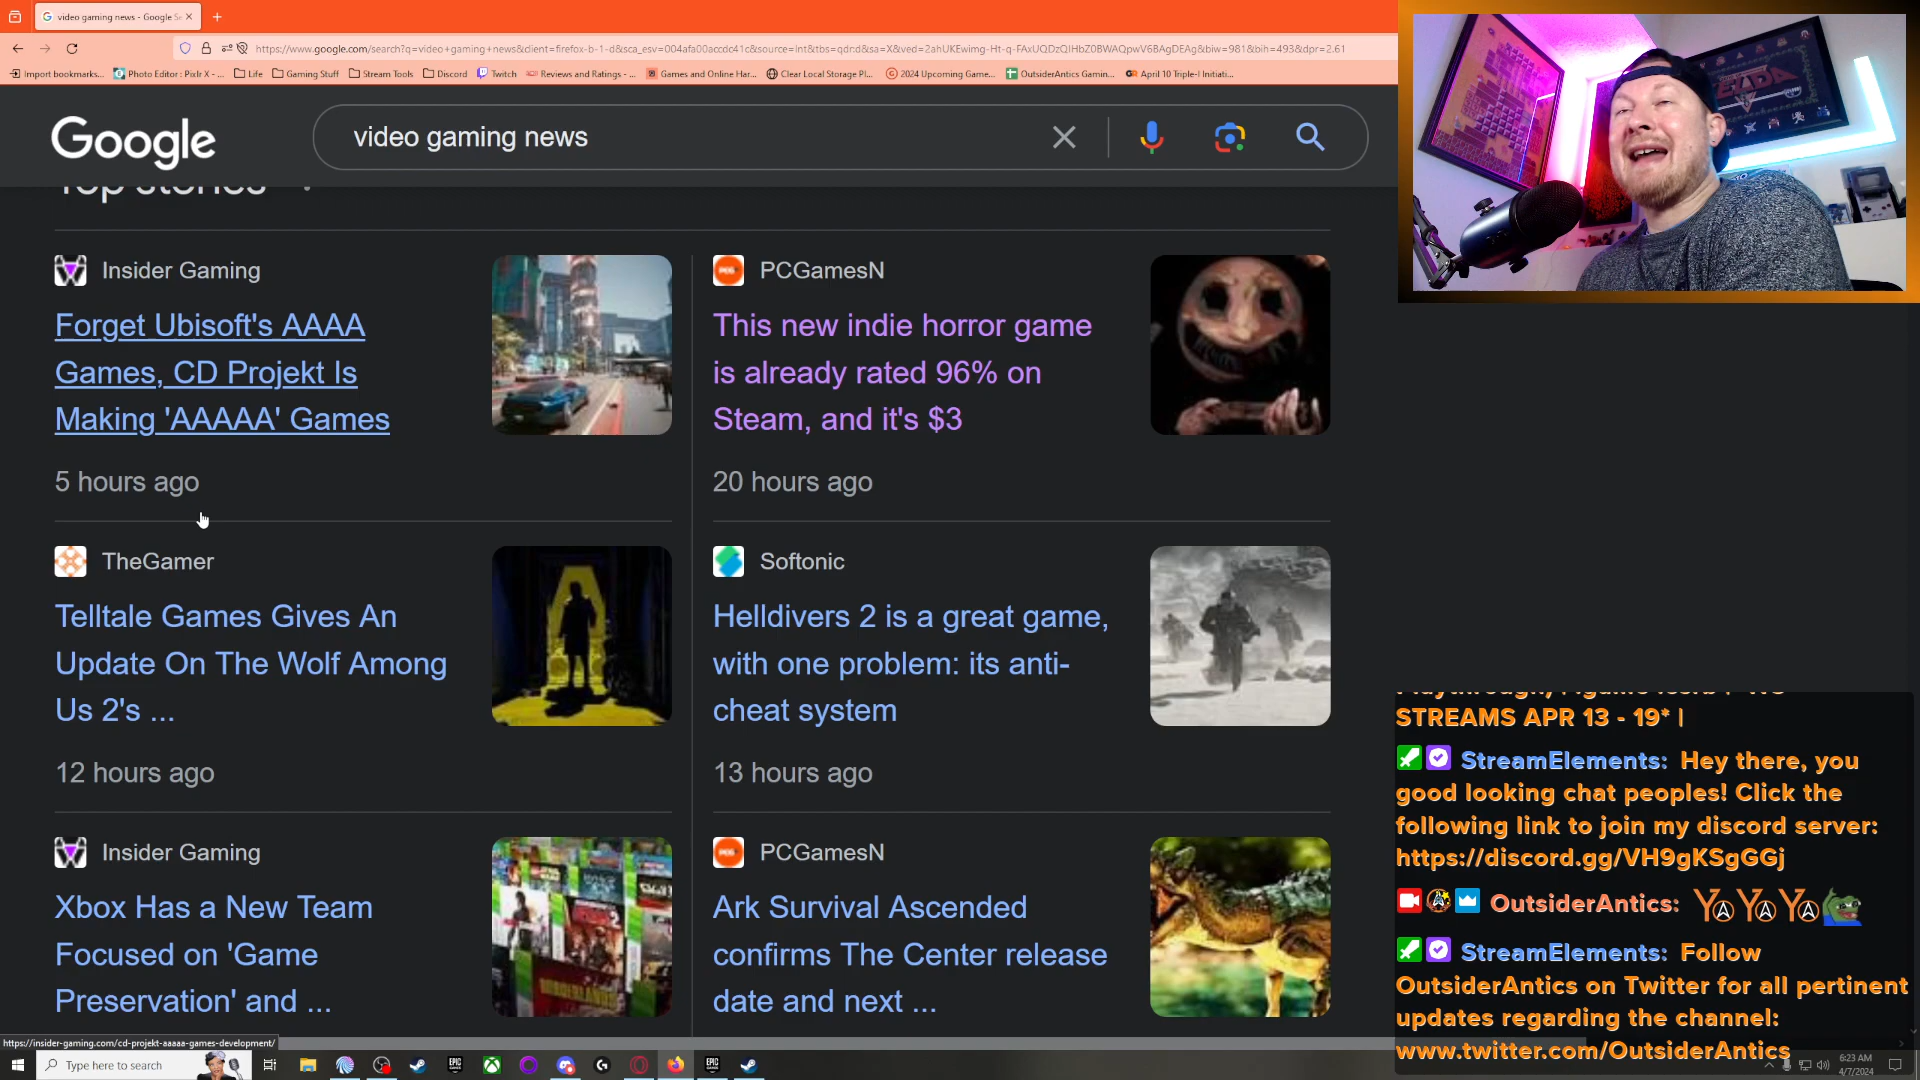 video gaming news - Google Se
https://www.google.com/search?q=video+gaming+news&client=firefox-b-1-d&sca_esv=004afa00accdc41c&source=lnt&tbs=qdr:d&sa=X&ved=2ahUKEwimg-Ht-q-FAxUQDzQIHbZ0BWAQpwV6BAgDEAg&biw=981&bih=493&dpr=2.61
Import bookmarks... Photo Editor : Pixlr X - ... Life Gaming Stuff Stream Tools Discord Twitch Reviews and Ratings - ... Games and Online Har... Clear Local Storage Pl... 2024 Upcoming Game... OutsiderAntics Gamin... April 10 Triple-I Initiati...
Google
video gaming news
Top stories
Insider Gaming
Forget Ubisoft's AAAA
Games, CD Projekt Is
Making 'AAAAA' Games
5 hours ago
PCGamesN
This new indie horror game
is already rated 96% on
Steam, and it's $3
20 hours ago
TheGamer
Telltale Games Gives An
Update On The Wolf Among
Us 2's ...
12 hours ago
Softonic
Helldivers 2 is a great game,
with one problem: its anti-
cheat system
13 hours ago
Insider Gaming
Xbox Has a New Team
Focused on 'Game
Preservation' and ...
PCGamesN
Ark Survival Ascended
confirms The Center release
date and next ...
STREAMS APR 13 - 19* |
StreamElements: Hey there, you
good looking chat peoples! Click the
following link to join my discord server:
https://discord.gg/VH9gKSgGGj
OutsiderAntics:
StreamElements: Follow
OutsiderAntics on Twitter for all pertinent
updates regarding the channel:
www.twitter.com/OutsiderAntics
https://insider-gaming.com/cd-projekt-aaaaa-games-development/
Type here to search
6:23 AM
4/7/2024